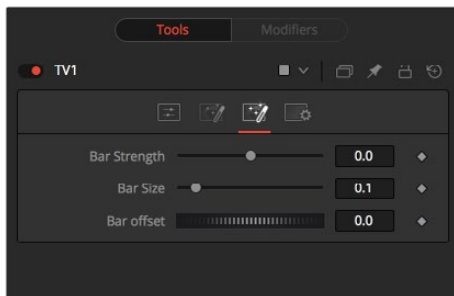 Tools
Modifiers
TV1
Bar Strength 0.0
Bar Size 0.1
Bar offset 0.0